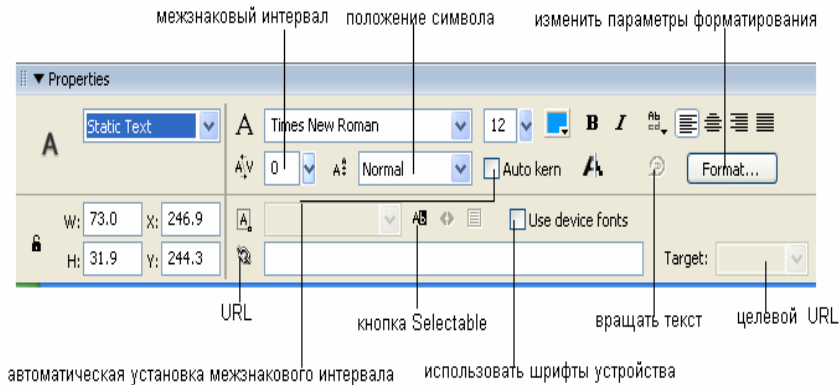 межзнаковый интервал положение символа изменить параметры форматирования
Properties
A Static Text A Times New Roman 12 B I
A V 0 Normal Auto kern Format...
W: 73.0 X: 246.9 Use device fonts
H: 31.9 Y: 244.3 Target:
URL кнопка Selectable вращать текст целевой URL
автоматическая установка межзнакового интервала использовать шрифты устройства